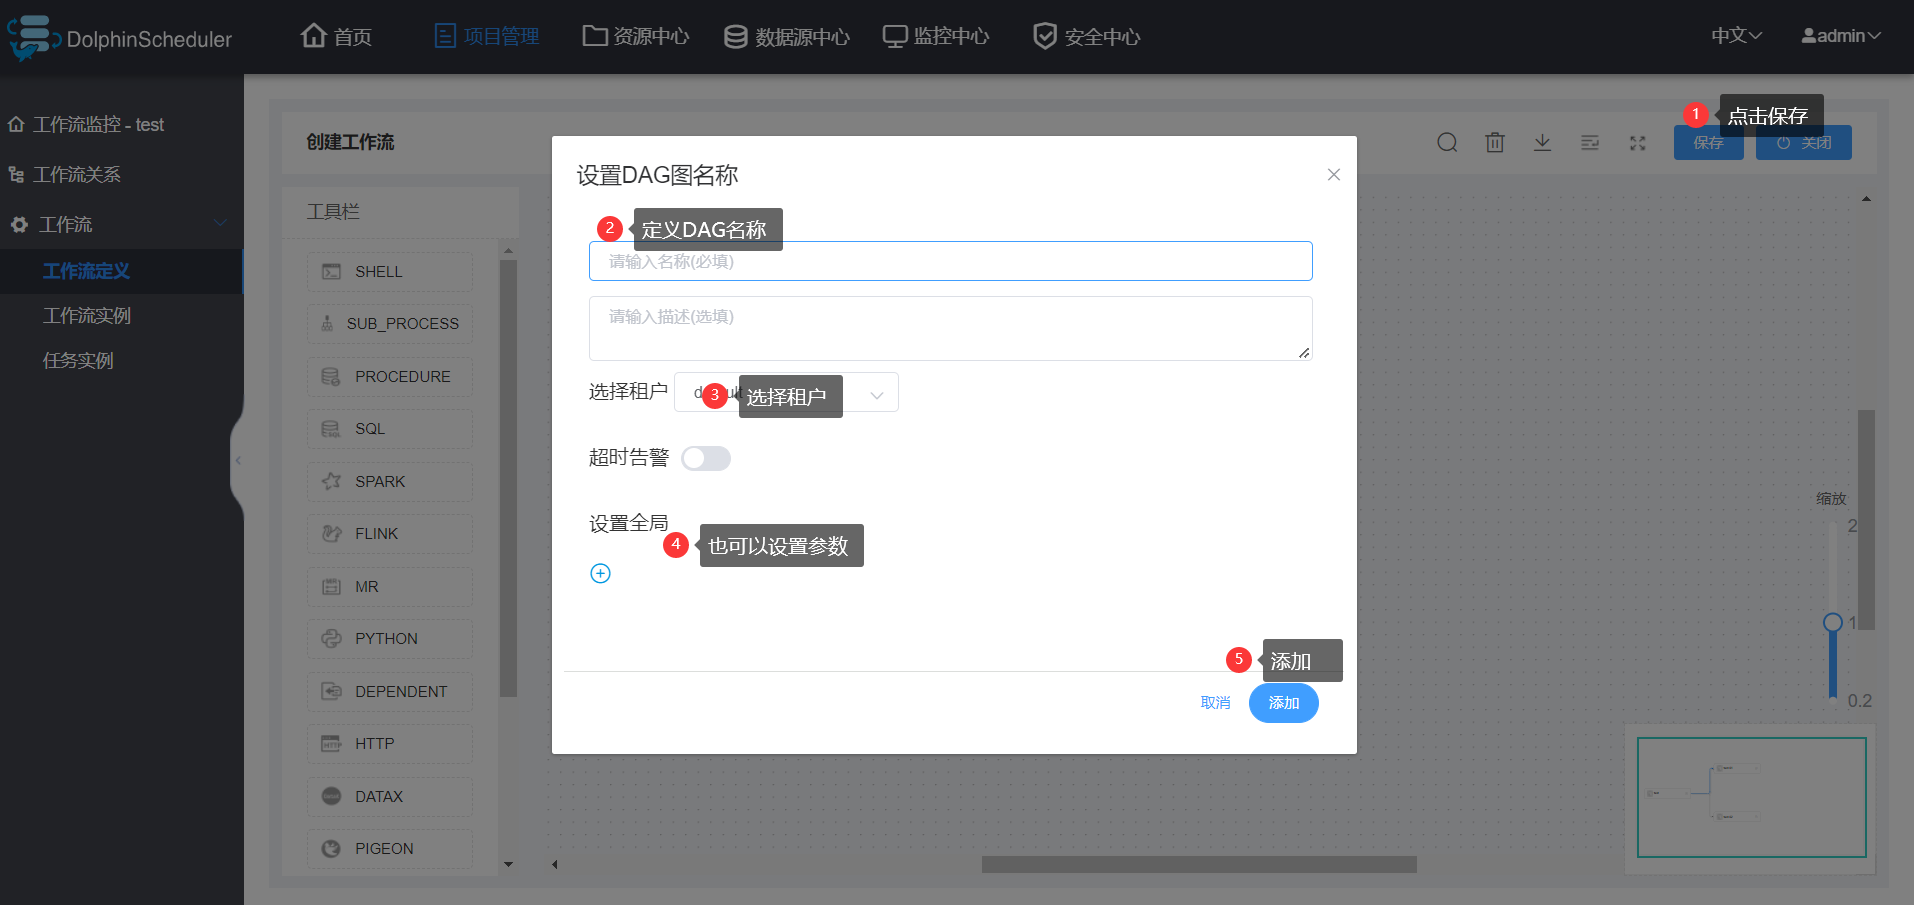 DolphinScheduler
首页
项目管理
资源中心
数据源中心
监控中心
安全中心
中文
admin
工作流监控 - test
工作流关系
工作流
工作流定义
工作流实例
任务实例
创建工作流
1 点击保存
保存
关闭
工具栏
SHELL
SUB_PROCESS
PROCEDURE
SQL
SPARK
FLINK
MR
PYTHON
DEPENDENT
HTTP
DATAX
PIGEON
设置DAG图名称
2 定义DAG名称
请输入名称(必填)
请输入描述(选填)
选择租户
3 选择租户
超时告警
设置全局
4 也可以设置参数
5 添加
取消
添加
缩放
2
1
0.2